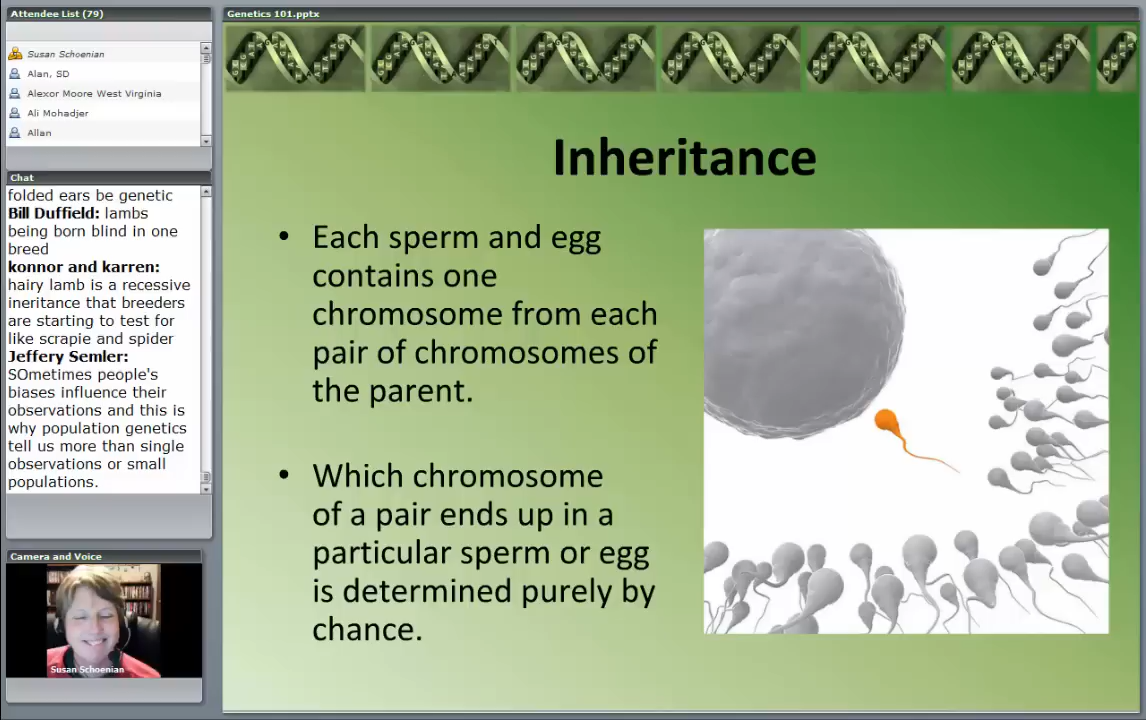 Attendee List (79)
Susan Schoenian
Alan, SD
Alexor Moore West Virginia
Ali Mohadjer
Allan
Chat
folded ears be genetic
Bill Duffield: lambs
being born blind in one
breed
konnor and karren:
hairy lamb is a recessive
ineritance that breeders
are starting to test for
like scrapie and spider
Jeffery Semler:
SOmetimes people's
biases influence their
observations and this is
why population genetics
tell us more than single
observations or small
populations.
Camera and Voice
Susan Schoenian
Genetics 101.pptx
Inheritance
• Each sperm and egg
contains one
chromosome from each
pair of chromosomes of
the parent.
• Which chromosome
of a pair ends up in a
particular sperm or egg
is determined purely by
chance.